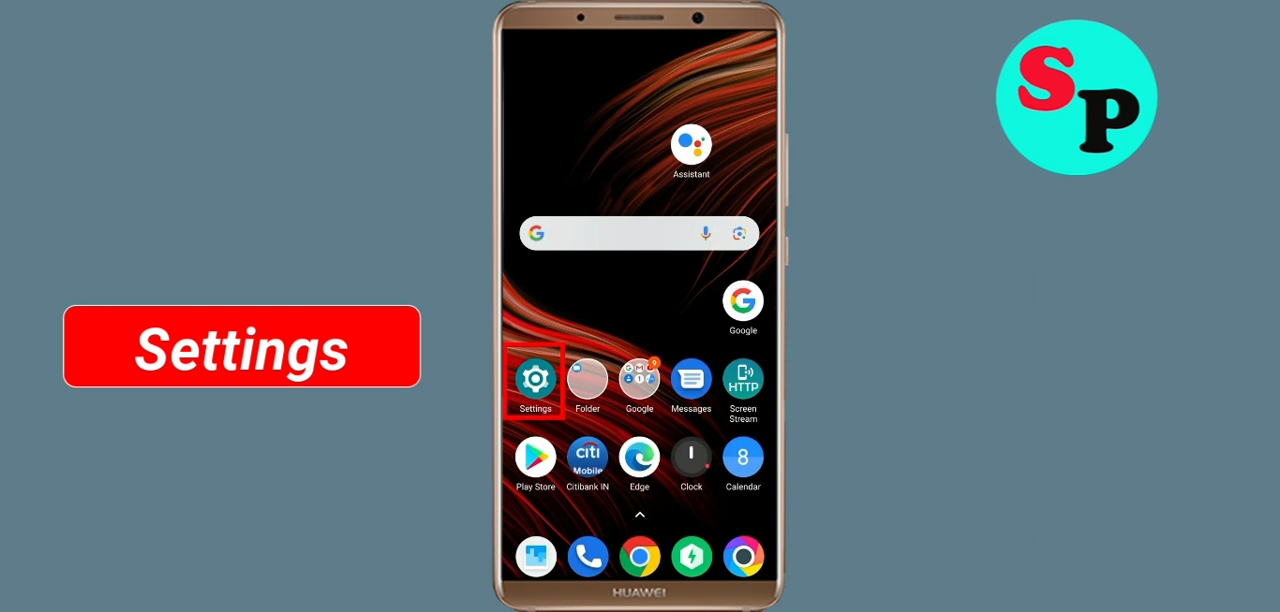 SP
Assistant
Google
Settings
9
HTTP
Settings
Folder
Google
Messages
Screen
Stream
citi
Mobile
8
Play Store
Citibank IN
Edge
Clock
Calendar
HUAWEI